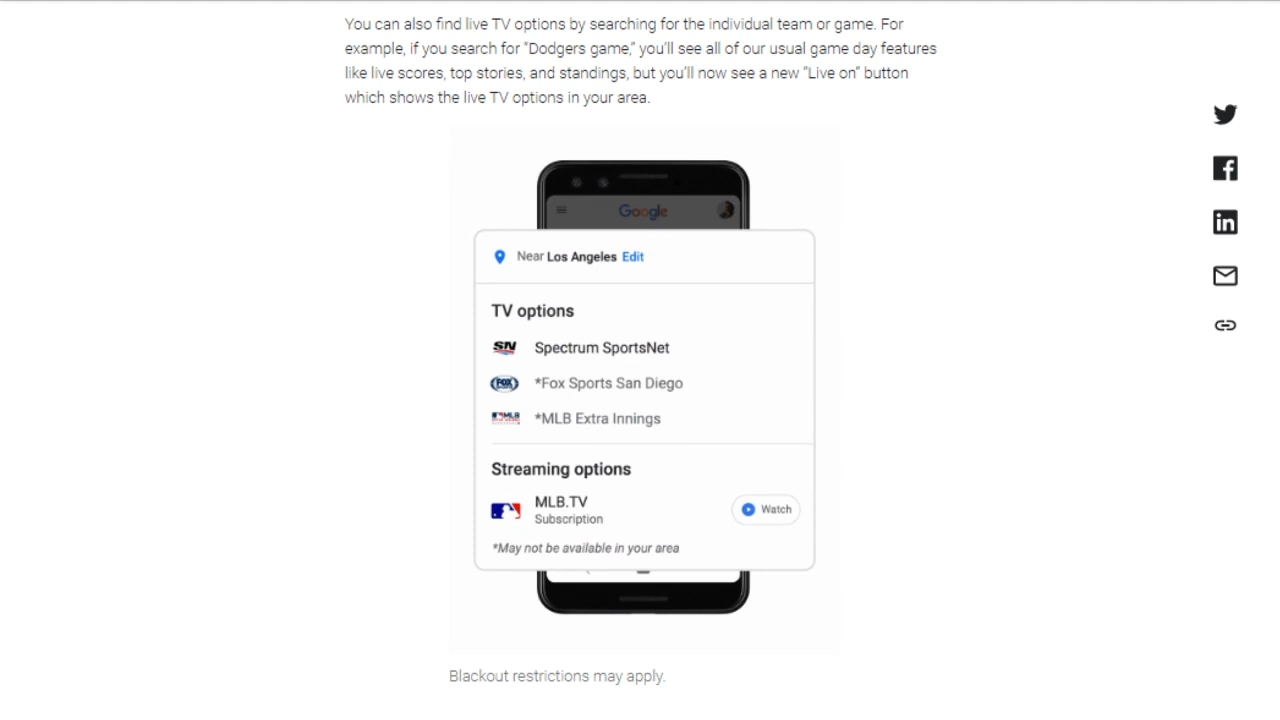 You can also find live TV options by searching for the individual team or game. For
example, if you search for "Dodgers game," you'll see all of our usual game day features
like live scores, top stories, and standings, but you'll now see a new "Live on" button
which shows the live TV options in your area.
Google
Near Los Angeles Edit
TV options
SN Spectrum SportsNet
FOX *Fox Sports San Diego
MLB *MLB Extra Innings
Streaming options
MLB.TV
Subscription
Watch
*May not be available in your area
Blackout restrictions may apply.
in